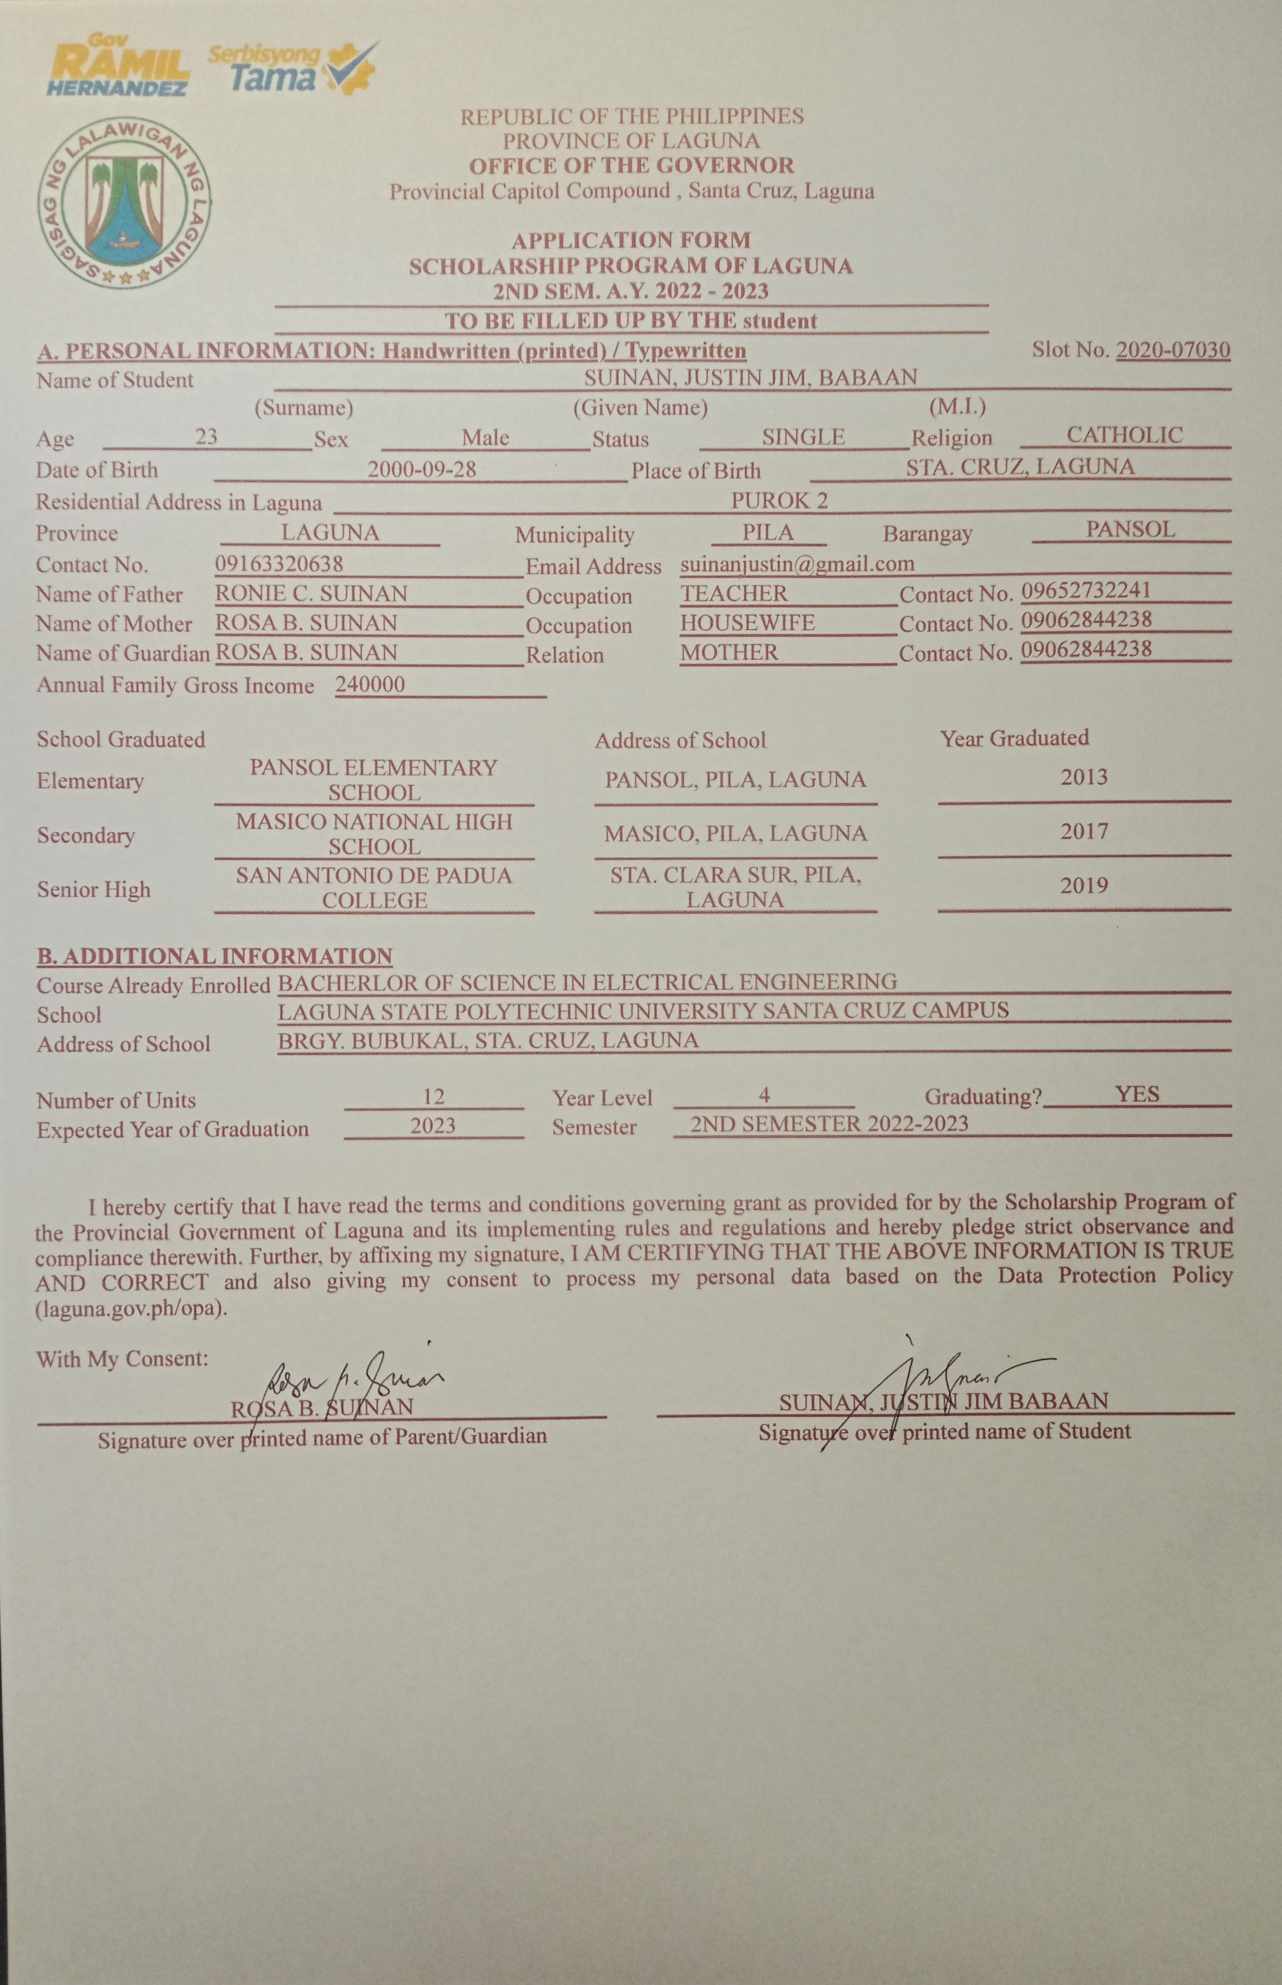 Gov
RAMIL
HERNANDEZ
Serbisyong
Tama
SAGISAG NG LALAWIGAN NG LAGUNA
REPUBLIC OF THE PHILIPPINES
PROVINCE OF LAGUNA
OFFICE OF THE GOVERNOR
Provincial Capitol Compound , Santa Cruz, Laguna
APPLICATION FORM
SCHOLARSHIP PROGRAM OF LAGUNA
2ND SEM. A.Y. 2022 - 2023
TO BE FILLED UP BY THE student
A. PERSONAL INFORMATION: Handwritten (printed) / Typewritten Slot No. 2020-07030
Name of Student SUINAN, JUSTIN JIM, BABAAN
(Surname) (Given Name) (M.I.)
Age 23 Sex Male Status SINGLE Religion CATHOLIC
Date of Birth 2000-09-28 Place of Birth STA. CRUZ, LAGUNA
Residential Address in Laguna PUROK 2
Province LAGUNA Municipality PILA Barangay PANSOL
Contact No. 09163320638 Email Address suinanjustin@gmail.com
Name of Father RONIE C. SUINAN Occupation TEACHER Contact No. 09652732241
Name of Mother ROSA B. SUINAN Occupation HOUSEWIFE Contact No. 09062844238
Name of Guardian ROSA B. SUINAN Relation MOTHER Contact No. 09062844238
Annual Family Gross Income 240000
School Graduated Address of School Year Graduated
Elementary PANSOL ELEMENTARY SCHOOL PANSOL, PILA, LAGUNA 2013
Secondary MASICO NATIONAL HIGH SCHOOL MASICO, PILA, LAGUNA 2017
Senior High SAN ANTONIO DE PADUA COLLEGE STA. CLARA SUR, PILA, LAGUNA 2019
B. ADDITIONAL INFORMATION
Course Already Enrolled BACHERLOR OF SCIENCE IN ELECTRICAL ENGINEERING
School LAGUNA STATE POLYTECHNIC UNIVERSITY SANTA CRUZ CAMPUS
Address of School BRGY. BUBUKAL, STA. CRUZ, LAGUNA
Number of Units 12 Year Level 4 Graduating? YES
Expected Year of Graduation 2023 Semester 2ND SEMESTER 2022-2023
I hereby certify that I have read the terms and conditions governing grant as provided for by the Scholarship Program of
the Provincial Government of Laguna and its implementing rules and regulations and hereby pledge strict observance and
compliance therewith. Further, by affixing my signature, I AM CERTIFYING THAT THE ABOVE INFORMATION IS TRUE
AND CORRECT and also giving my consent to process my personal data based on the Data Protection Policy
(laguna.gov.ph/opa).
With My Consent:
ROSA B. SUINAN SUINAN, JUSTIN JIM BABAAN
Signature over printed name of Parent/Guardian Signature over printed name of Student